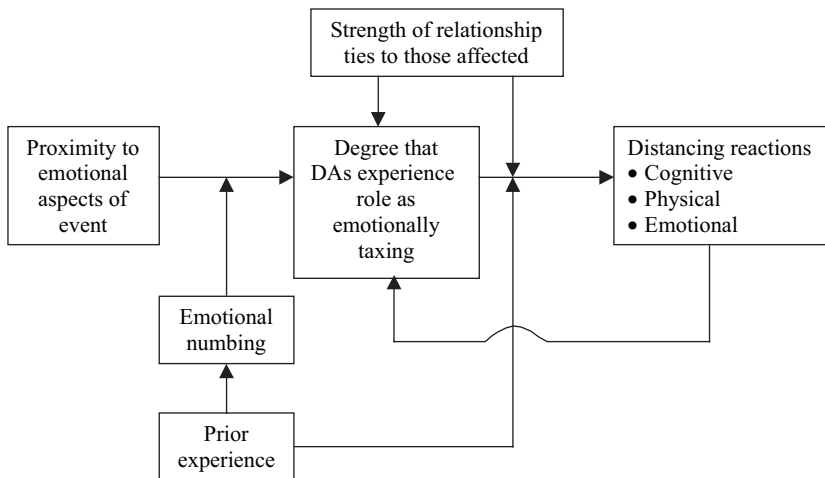 Strength of relationship
ties to those affected
Proximity to
emotional
aspects of
event
Degree that
DAs experience
role as
emotionally
taxing
Distancing reactions
• Cognitive
• Physical
• Emotional
Emotional
numbing
Prior
experience